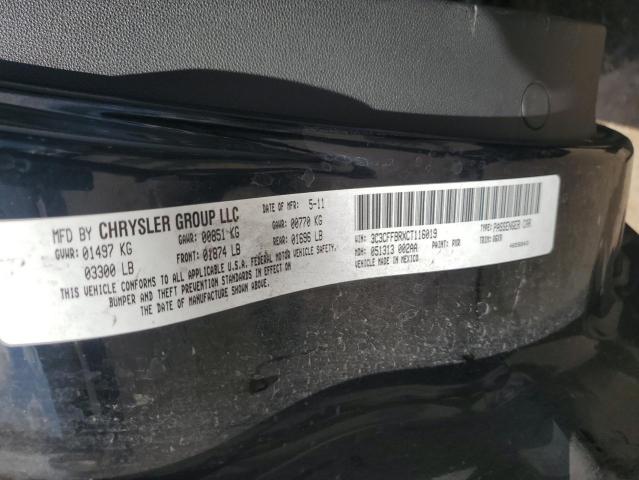 MFD BY CHRYSLER GROUP LLC
DATE OF MFR: 5-11
GVWR: 01497 KG
GAWR: 00851 KG
GAWR: 00770 KG
03300 LB
FRONT: 01874 LB
REAR: 01696 LB
THIS VEHICLE CONFORMS TO ALL APPLICABLE U.S.A. FEDERAL MOTOR VEHICLE SAFETY,
BUMPER AND THEFT PREVENTION STANDARDS IN EFFECT ON
THE DATE OF MANUFACTURE SHOWN ABOVE.
VIN: 3C3CFFBRXCT116019
TYPE: PASSENGER CAR
MDH: 051313 002AA
PAINT: PXR
TRIM:
VEHICLE MADE IN MEXICO